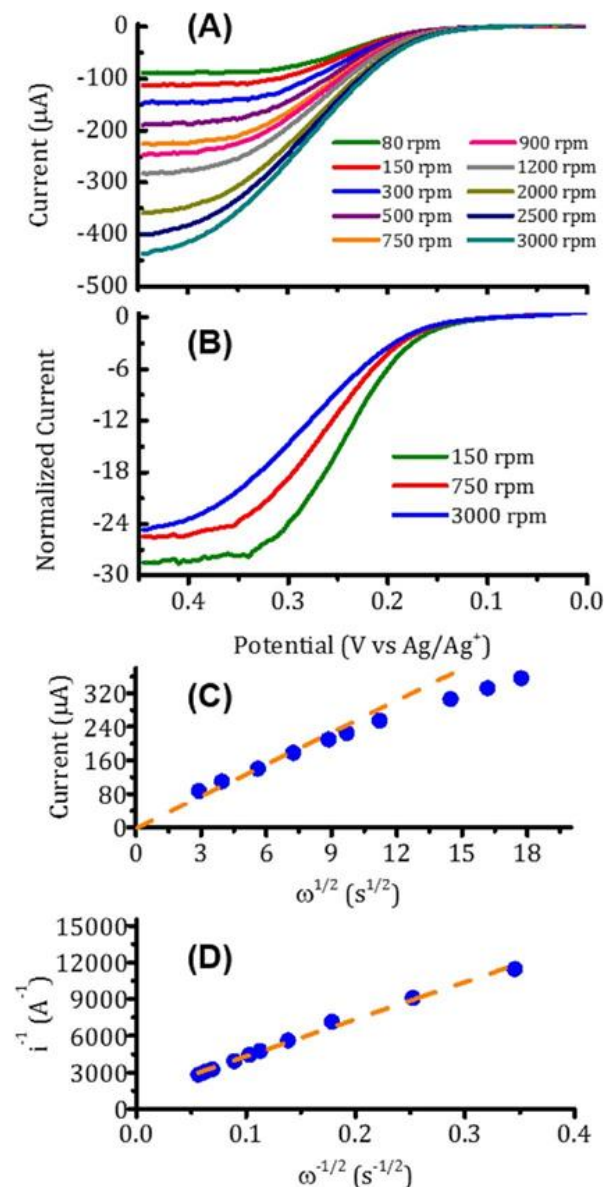 (A)
Current (µA)
0
-100
-200
-300
-400
-500
80 rpm
150 rpm
300 rpm
500 rpm
750 rpm
900 rpm
1200 rpm
2000 rpm
2500 rpm
3000 rpm
(B)
Normalized Current
0
-6
-12
-18
-24
-30
150 rpm
750 rpm
3000 rpm
0.4 0.3 0.2 0.1 0.0
Potential (V vs Ag/Ag⁺)
(C)
Current (µA)
320
240
160
80
0
0 3 6 9 12 15 18
ω^1/2 (s^1/2)
(D)
i⁻¹ (A⁻¹)
15000
12000
9000
6000
3000
0
0.0 0.1 0.2 0.3 0.4
ω^-1/2 (s^-1/2)